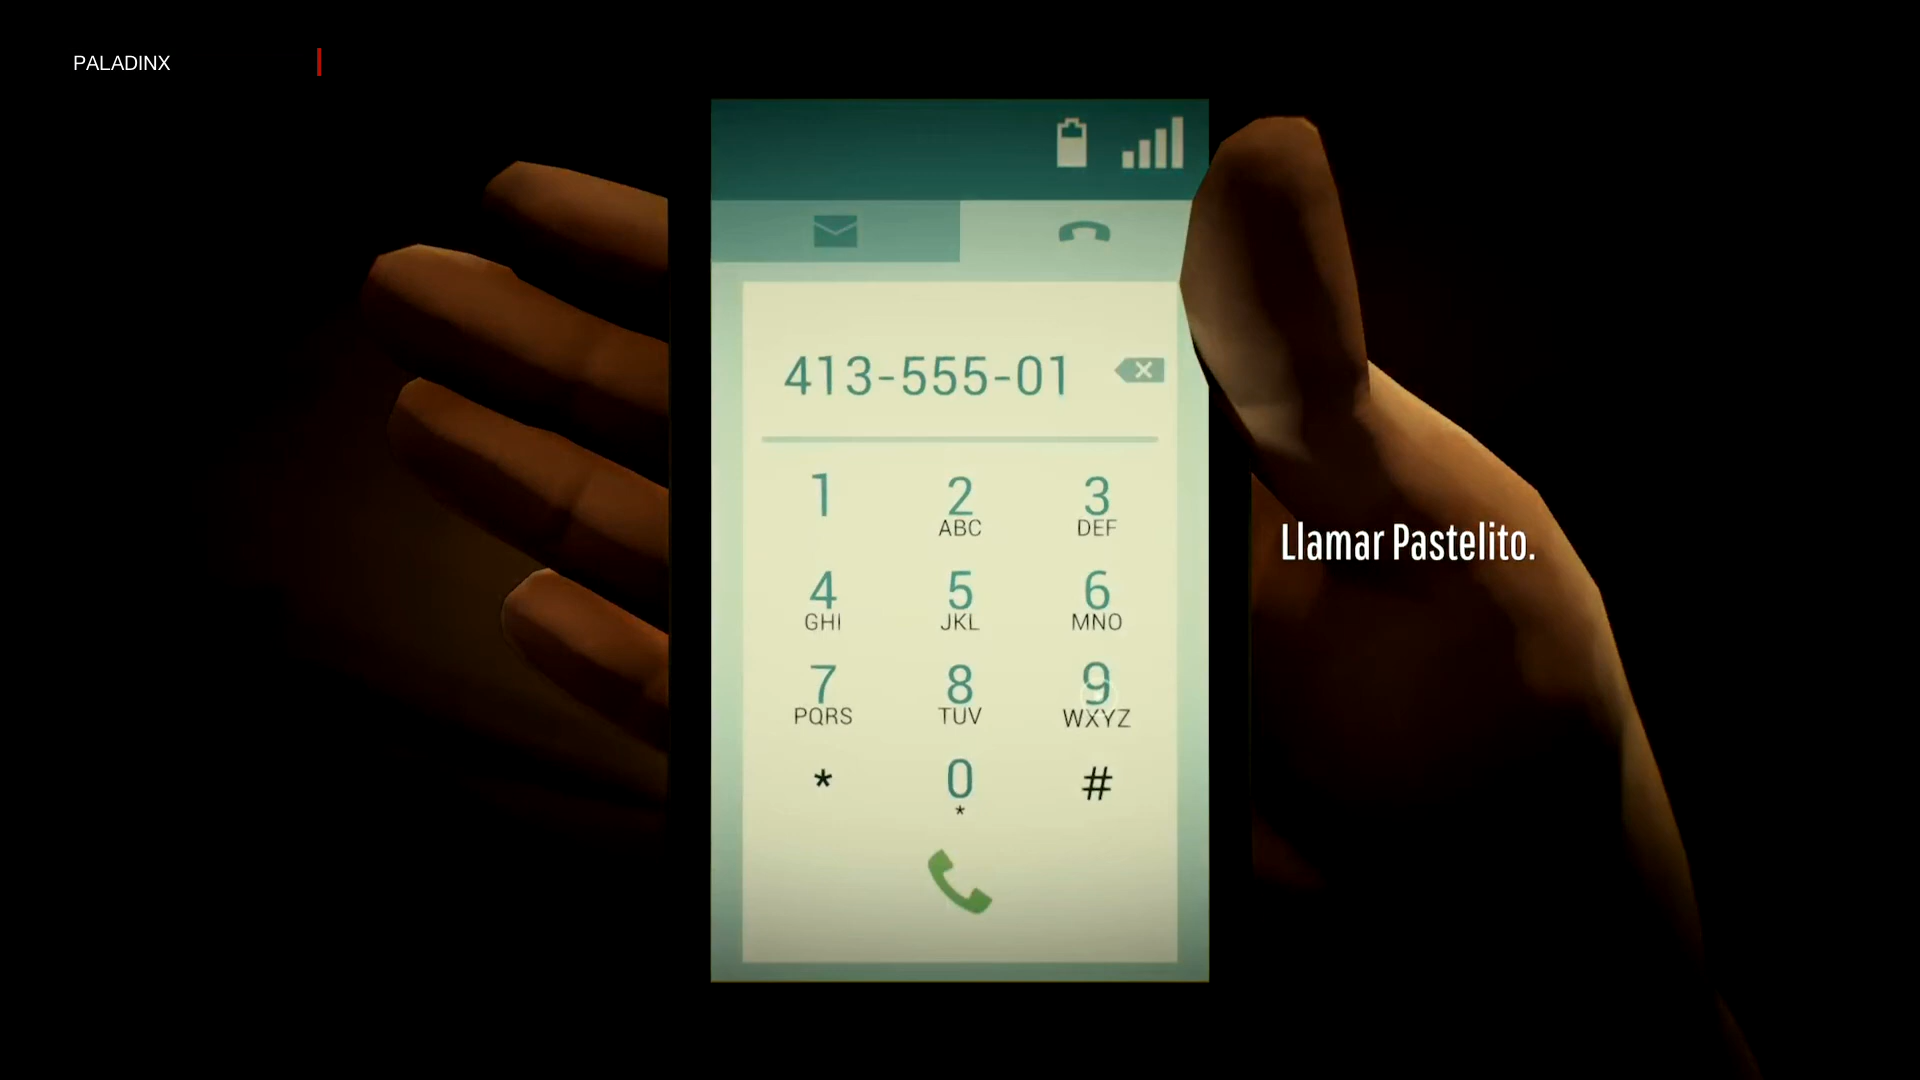 PALADINX
413-555-01
1
2
3
ABC
DEF
4
5
6
GHI
JKL
MNO
7
8
9
PQRS
TUV
WXYZ
*
0
#
*
Llamar Pastelito.